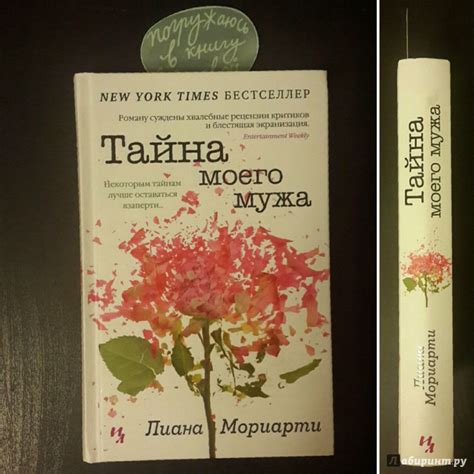 погружаюсь
в книгу
NEW YORK TIMES БЕСТСЕЛЛЕР
Роману суждены хвалебные рецензии критиков
и блестящая экранизация.
Entertainment Weekly
Тайна
моего
мужа
Некоторым тайнам
лучше оставаться
взаперти...
Лиана Мориарти
Тайна
моего мужа
Лиана
Мориарти
Лабиринт.ру